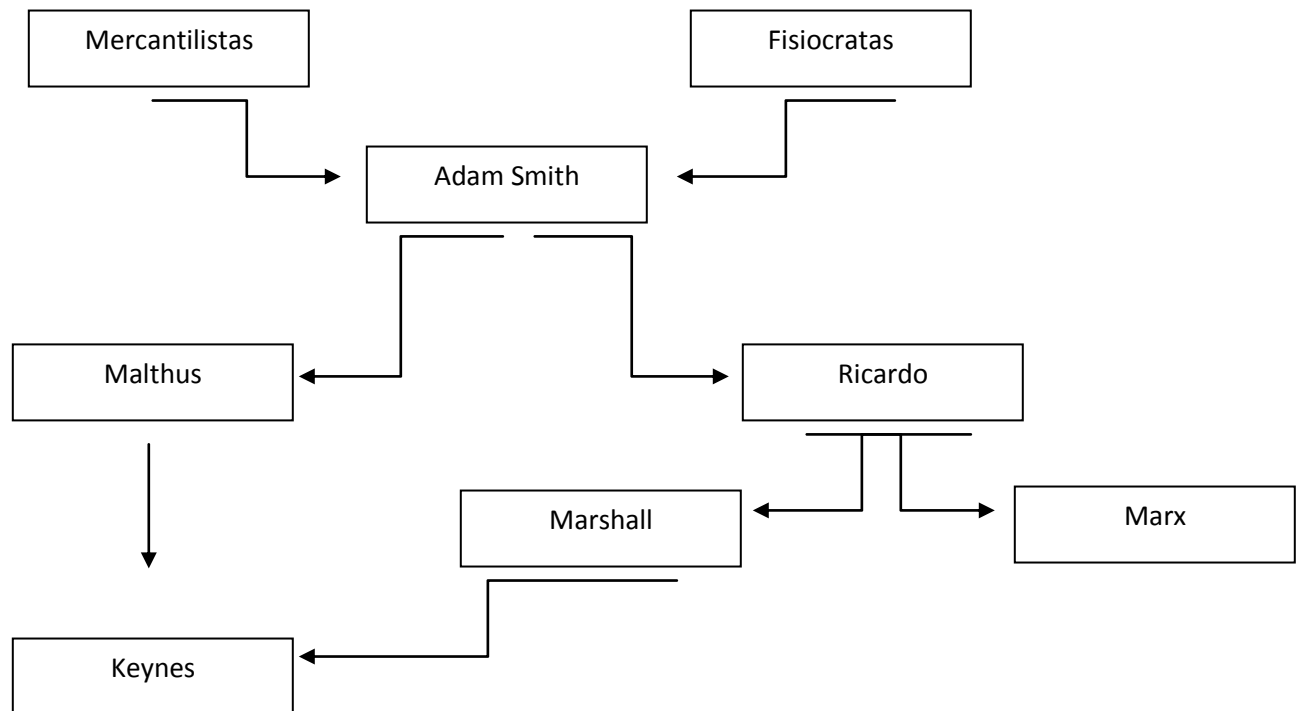 Mercantilistas
Fisiocratas
Adam Smith
Malthus
Ricardo
Marshall
Marx
Keynes